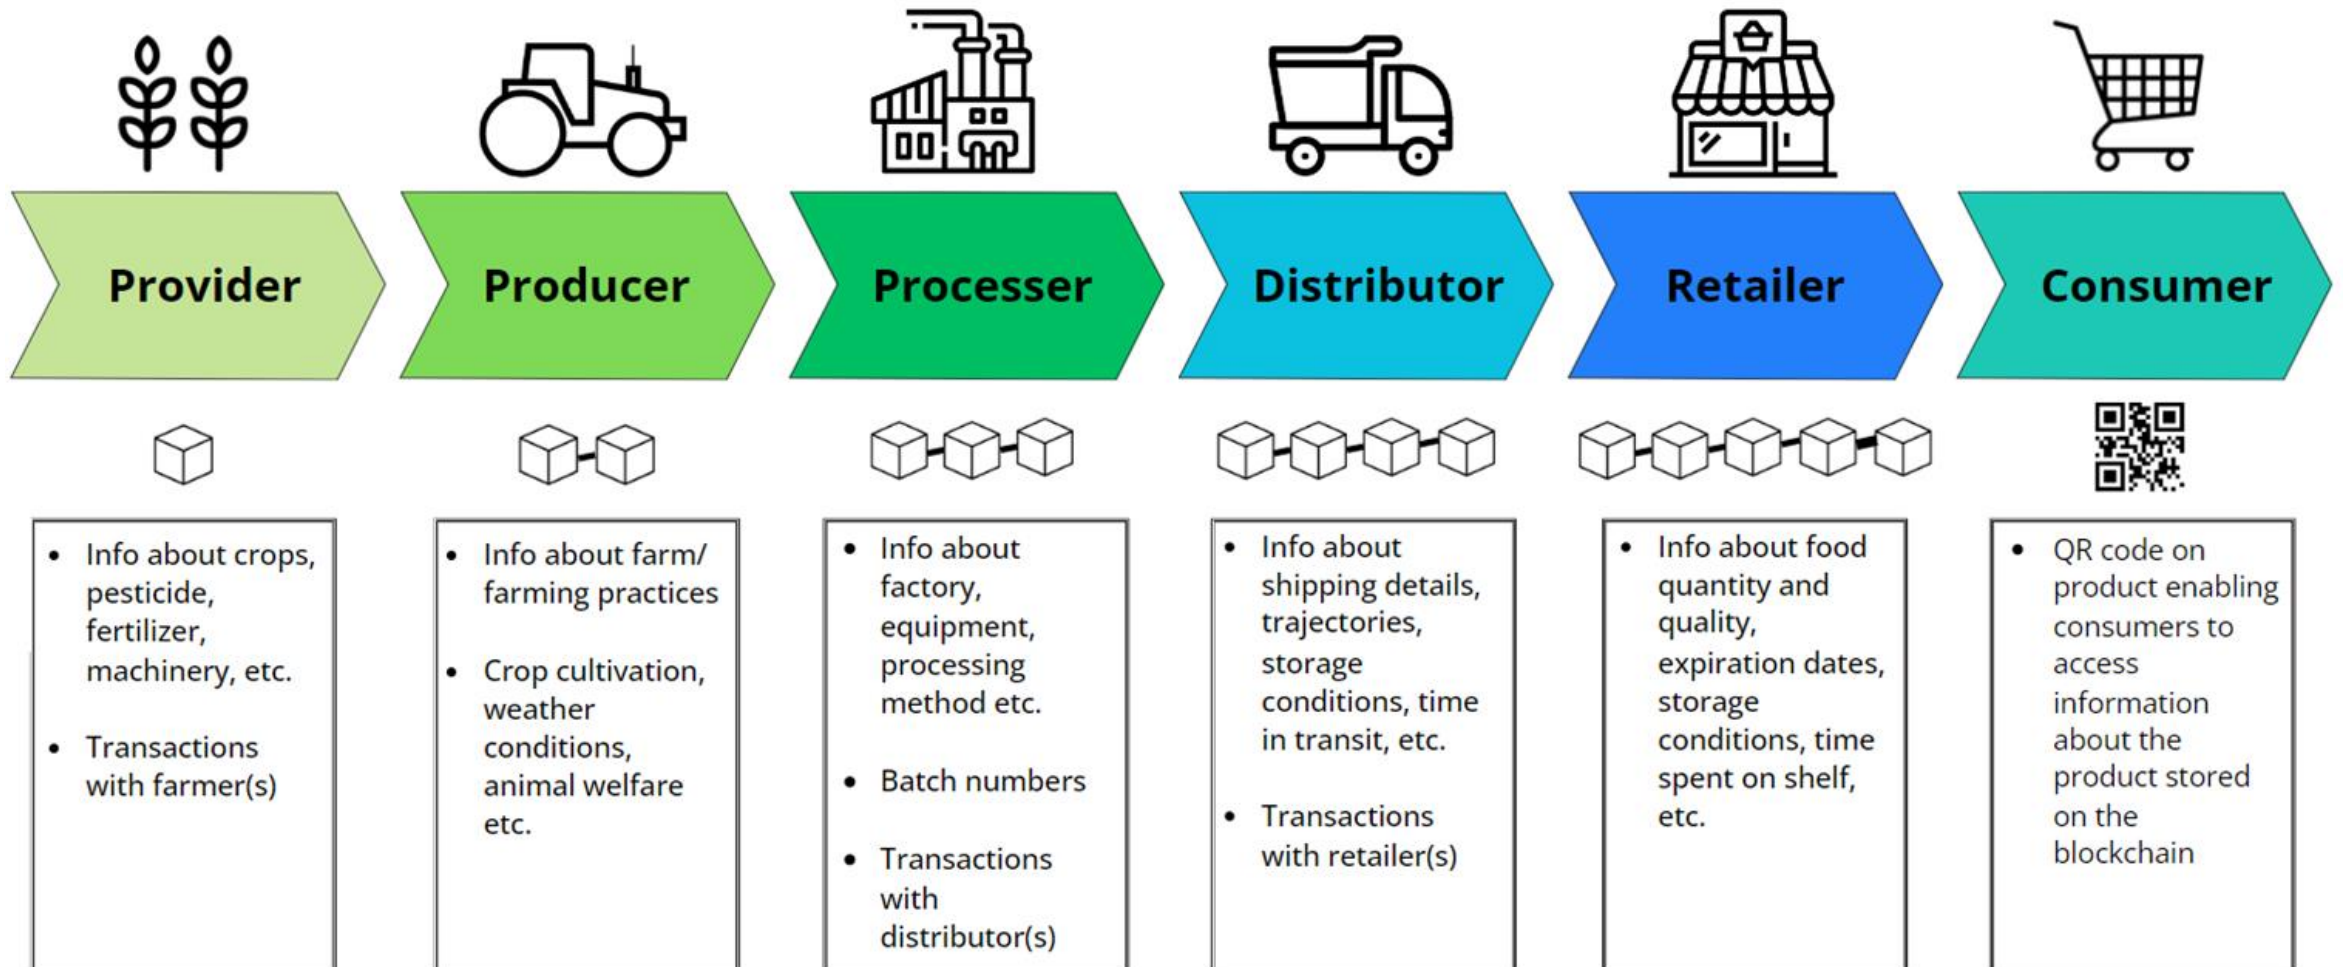 Provider
Producer
Processer
Distributor
Retailer
Consumer
• Info about crops,
pesticide,
fertilizer,
machinery, etc.
• Transactions
with farmer(s)
• Info about farm/
farming practices
• Crop cultivation,
weather
conditions,
animal welfare
etc.
• Info about
factory,
equipment,
processing
method etc.
• Batch numbers
• Transactions
with
distributor(s)
• Info about
shipping details,
trajectories,
storage
conditions, time
in transit, etc.
• Transactions
with retailer(s)
• Info about food
quantity and
quality,
expiration dates,
storage
conditions, time
spent on shelf,
etc.
• QR code on
product enabling
consumers to
access
information
about the
product stored
on the
blockchain